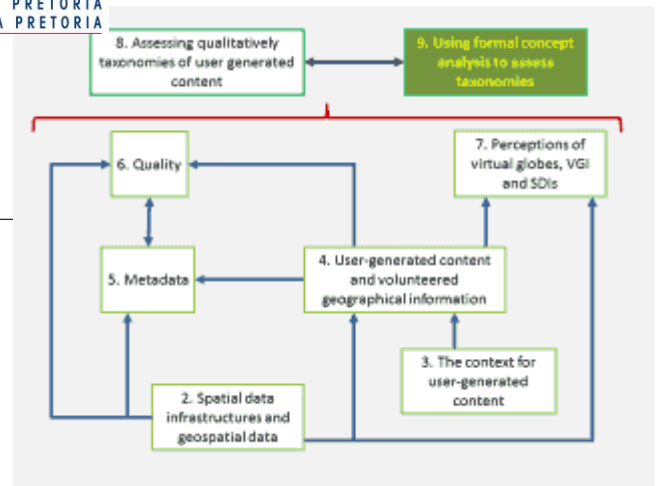 PRETORIA
A PRETORIA
8. Assessing qualitatively
taxonomies of user generated
content
9. Using formal concept
analysis to assess
taxonomies
6. Quality
7. Perceptions of
virtual globes, VGI
and SDIs
5. Metadata
4. User-generated content
and volunteered
geographical information
3. The context for
user-generated
content
2. Spatial data
infrastructures and
geospatial data